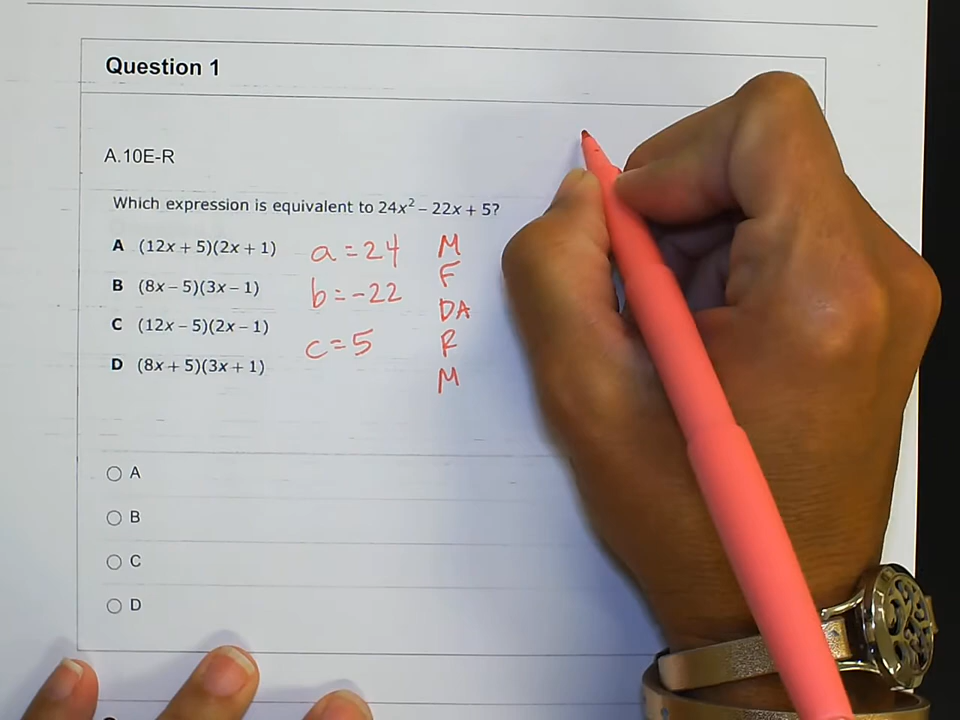 Question 1
A.10E-R
Which expression is equivalent to 24x² – 22x + 5?
A (12x + 5)(2x + 1)
B (8x – 5)(3x – 1)
C (12x – 5)(2x – 1)
D (8x + 5)(3x + 1)
a = 24
b = -22
c = 5
M
F
DA
R
M
A
B
C
D